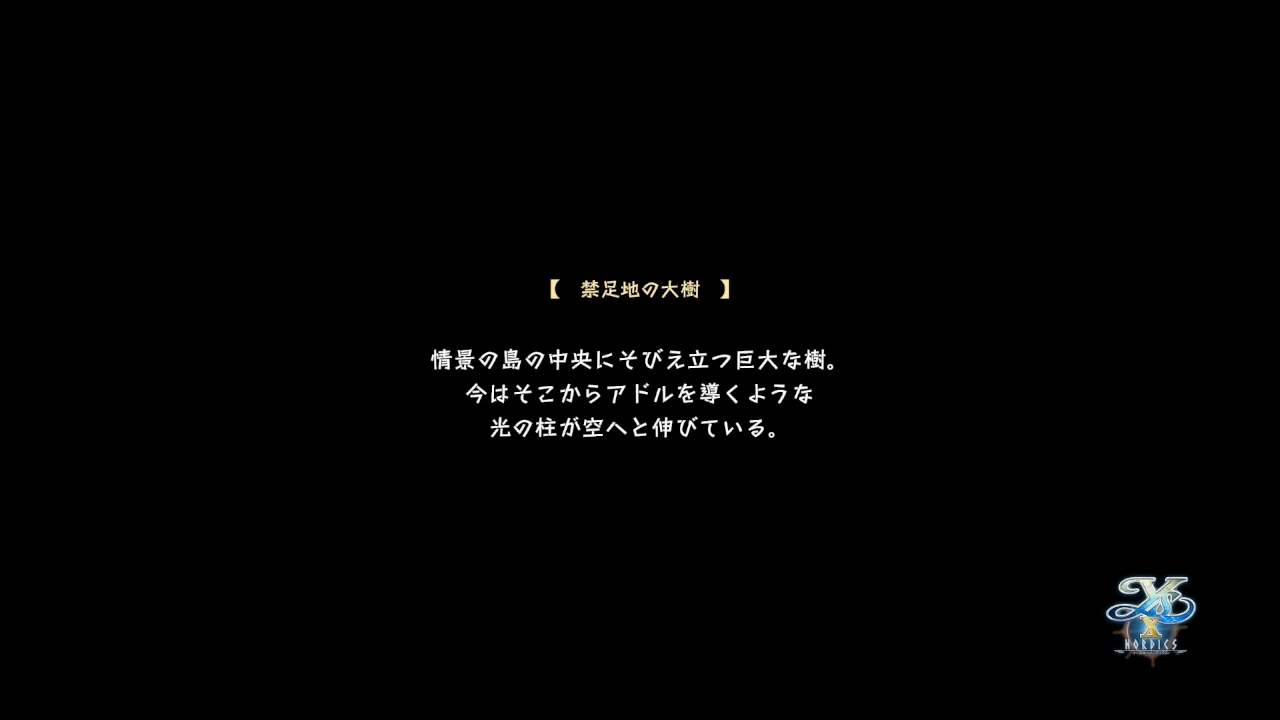 【　禁足地の大樹　】
情景の島の中央にそびえ立つ巨大な樹。
今はそこからアドルを導くような
光の柱が空へと伸びている。
Ys
X
NORDICS